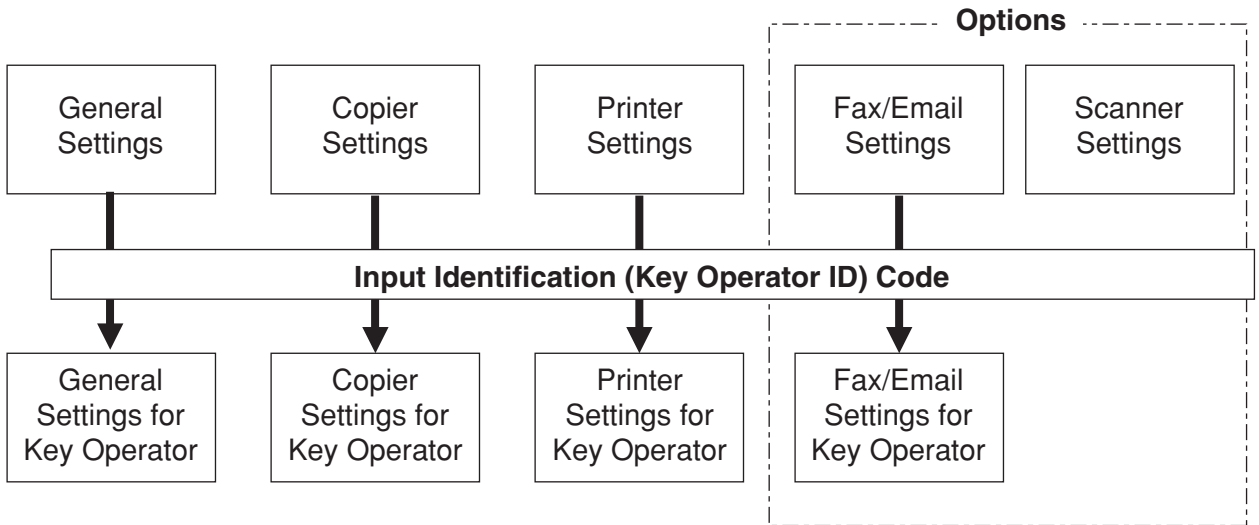 Options
General
Settings
Copier
Settings
Printer
Settings
Fax/Email
Settings
Scanner
Settings
Input Identification (Key Operator ID) Code
General
Settings for
Key Operator
Copier
Settings for
Key Operator
Printer
Settings for
Key Operator
Fax/Email
Settings for
Key Operator